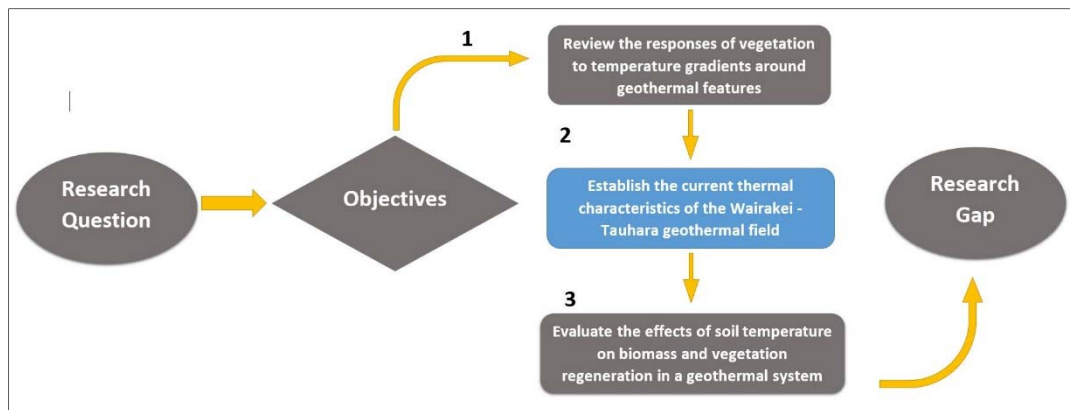 Research
Question
Objectives
1
Review the responses of vegetation
to temperature gradients around
geothermal features
2
Establish the current thermal
characteristics of the Wairakei -
Tauhara geothermal field
3
Evaluate the effects of soil temperature
on biomass and vegetation
regeneration in a geothermal system
Research
Gap